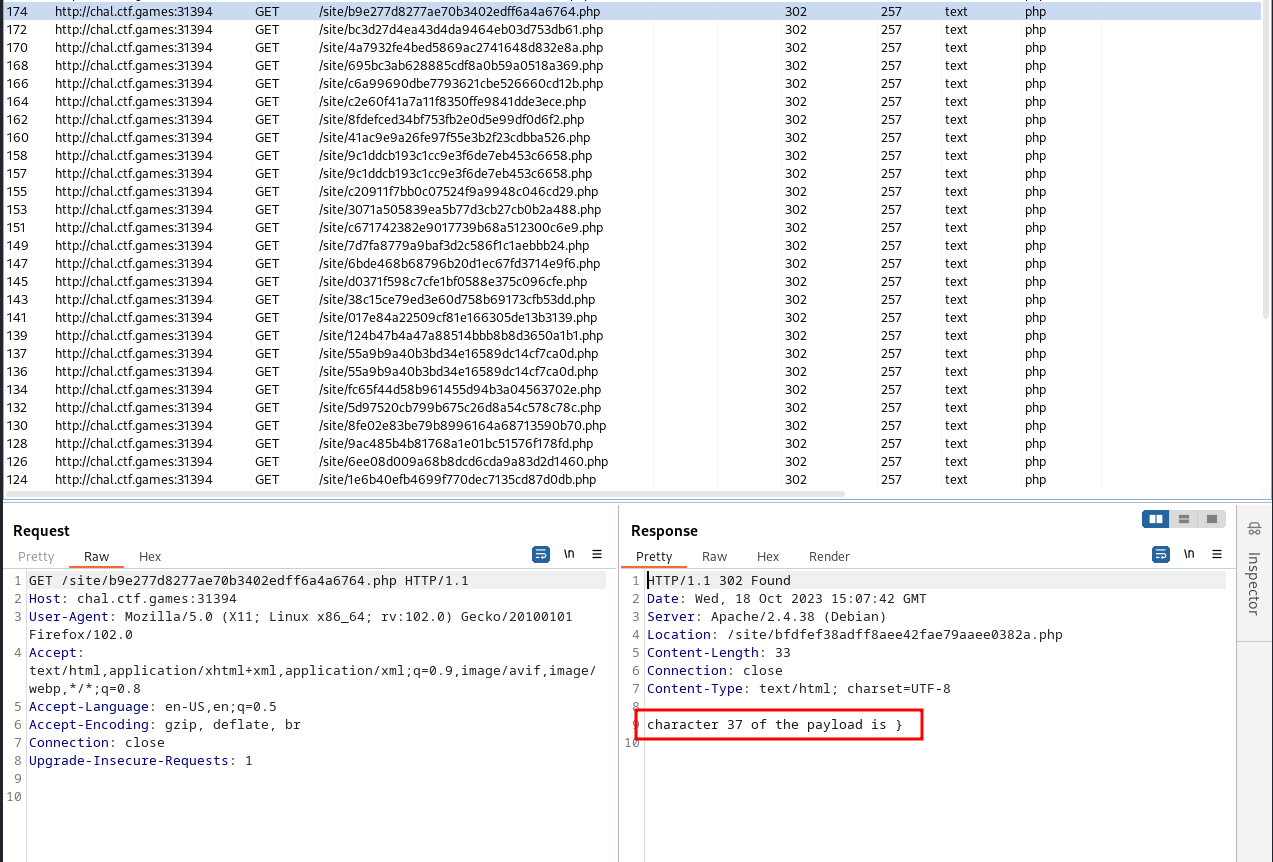 174 http://chal.ctf.games:31394 GET /site/b9e277d8277ae70b3402edff6a4a6764.php 302 257 text php
172 http://chal.ctf.games:31394 GET /site/bc3d27d4ea43d4da9464eb03d753db61.php 302 257 text php
170 http://chal.ctf.games:31394 GET /site/4a7932fe4bed5869ac2741648d832e8a.php 302 257 text php
168 http://chal.ctf.games:31394 GET /site/695bc3ab628885cdf8a0b59a0518a369.php 302 257 text php
166 http://chal.ctf.games:31394 GET /site/c6a99690dbe7793621cbe526660cd12b.php 302 257 text php
164 http://chal.ctf.games:31394 GET /site/c2e60f41a7a11f8350ffe9841dde3ece.php 302 257 text php
162 http://chal.ctf.games:31394 GET /site/8fdefced34bf753fb2e0d5e99df0d6f2.php 302 257 text php
160 http://chal.ctf.games:31394 GET /site/41ac9e9a26fe97f55e3b2f23cdbba526.php 302 257 text php
158 http://chal.ctf.games:31394 GET /site/9c1ddcb193c1cc9e3f6de7eb453c6658.php 302 257 text php
157 http://chal.ctf.games:31394 GET /site/9c1ddcb193c1cc9e3f6de7eb453c6658.php 302 257 text php
155 http://chal.ctf.games:31394 GET /site/c20911f7bb0c07524f9a9948c046cd29.php 302 257 text php
153 http://chal.ctf.games:31394 GET /site/3071a505839ea5b77d3cb27cb0b2a488.php 302 257 text php
151 http://chal.ctf.games:31394 GET /site/c671742382e9017739b68a512300c6e9.php 302 257 text php
149 http://chal.ctf.games:31394 GET /site/7d7fa8779a9baf3d2c586f1c1aebbb24.php 302 257 text php
147 http://chal.ctf.games:31394 GET /site/6bde468b68796b20d1ec67fd3714e9f6.php 302 257 text php
145 http://chal.ctf.games:31394 GET /site/d0371f598c7cfe1bf0588e375c096cfe.php 302 257 text php
143 http://chal.ctf.games:31394 GET /site/38c15ce79ed3e60d758b69173cfb53dd.php 302 257 text php
141 http://chal.ctf.games:31394 GET /site/017e84a22509cf81e166305de13b3139.php 302 257 text php
139 http://chal.ctf.games:31394 GET /site/124b47b4a47a88514bbb8b8d3650a1b1.php 302 257 text php
137 http://chal.ctf.games:31394 GET /site/55a9b9a40b3bd34e16589dc14cf7ca0d.php 302 257 text php
136 http://chal.ctf.games:31394 GET /site/55a9b9a40b3bd34e16589dc14cf7ca0d.php 302 257 text php
134 http://chal.ctf.games:31394 GET /site/fc65f44d58b961455d94b3a04563702e.php 302 257 text php
132 http://chal.ctf.games:31394 GET /site/5d97520cb799b675c26d8a54c578c78c.php 302 257 text php
130 http://chal.ctf.games:31394 GET /site/8fe02e83be79b8996164a68713590b70.php 302 257 text php
128 http://chal.ctf.games:31394 GET /site/9ac485b4b81768a1e01bc51576f178fd.php 302 257 text php
126 http://chal.ctf.games:31394 GET /site/6ee08d009a68b8dcd6cda9a83d2d1460.php 302 257 text php
124 http://chal.ctf.games:31394 GET /site/1e6b40efb4699f770dec7135cd87d0db.php 302 257 text php
Request
Pretty Raw Hex \n
1 GET /site/b9e277d8277ae70b3402edff6a4a6764.php HTTP/1.1
2 Host: chal.ctf.games:31394
3 User-Agent: Mozilla/5.0 (X11; Linux x86_64; rv:102.0) Gecko/20100101
Firefox/102.0
4 Accept:
text/html,application/xhtml+xml,application/xml;q=0.9,image/avif,image/
webp,*/*;q=0.8
5 Accept-Language: en-US,en;q=0.5
6 Accept-Encoding: gzip, deflate, br
7 Connection: close
8 Upgrade-Insecure-Requests: 1
9
10
Response
Pretty Raw Hex Render \n
1 HTTP/1.1 302 Found
2 Date: Wed, 18 Oct 2023 15:07:42 GMT
3 Server: Apache/2.4.38 (Debian)
4 Location: /site/bfdfef38adff8aee42fae79aaee0382a.php
5 Content-Length: 33
6 Connection: close
7 Content-Type: text/html; charset=UTF-8
8
9 character 37 of the payload is }
10
Inspector